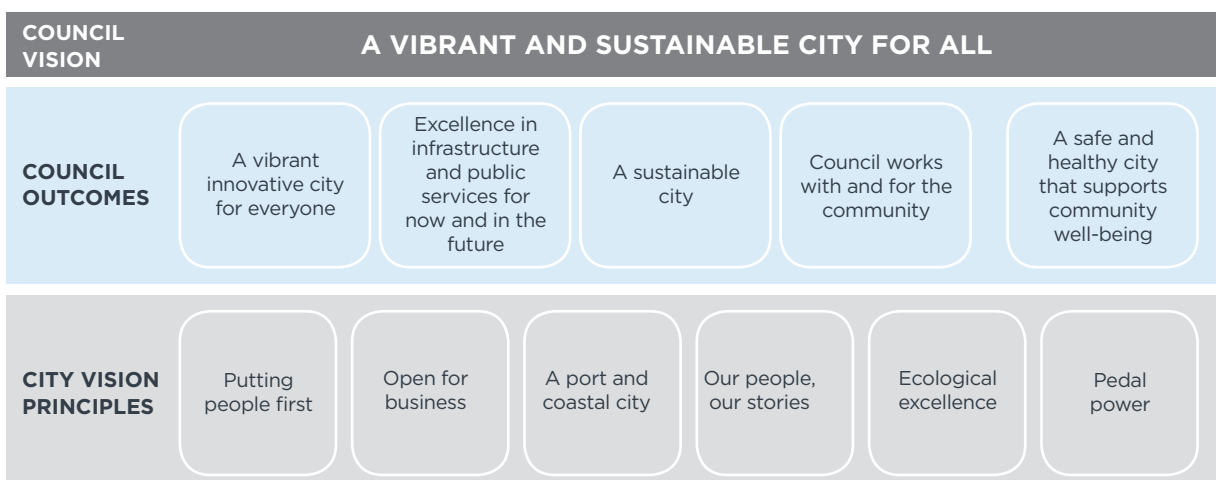 COUNCIL
VISION
A VIBRANT AND SUSTAINABLE CITY FOR ALL
COUNCIL
OUTCOMES
A vibrant
innovative city
for everyone
Excellence in
infrastructure
and public
services for
now and in the
future
A sustainable
city
Council works
with and for the
community
A safe and
healthy city
that supports
community
well-being
CITY VISION
PRINCIPLES
Putting
people first
Open for
business
A port and
coastal city
Our people,
our stories
Ecological
excellence
Pedal
power